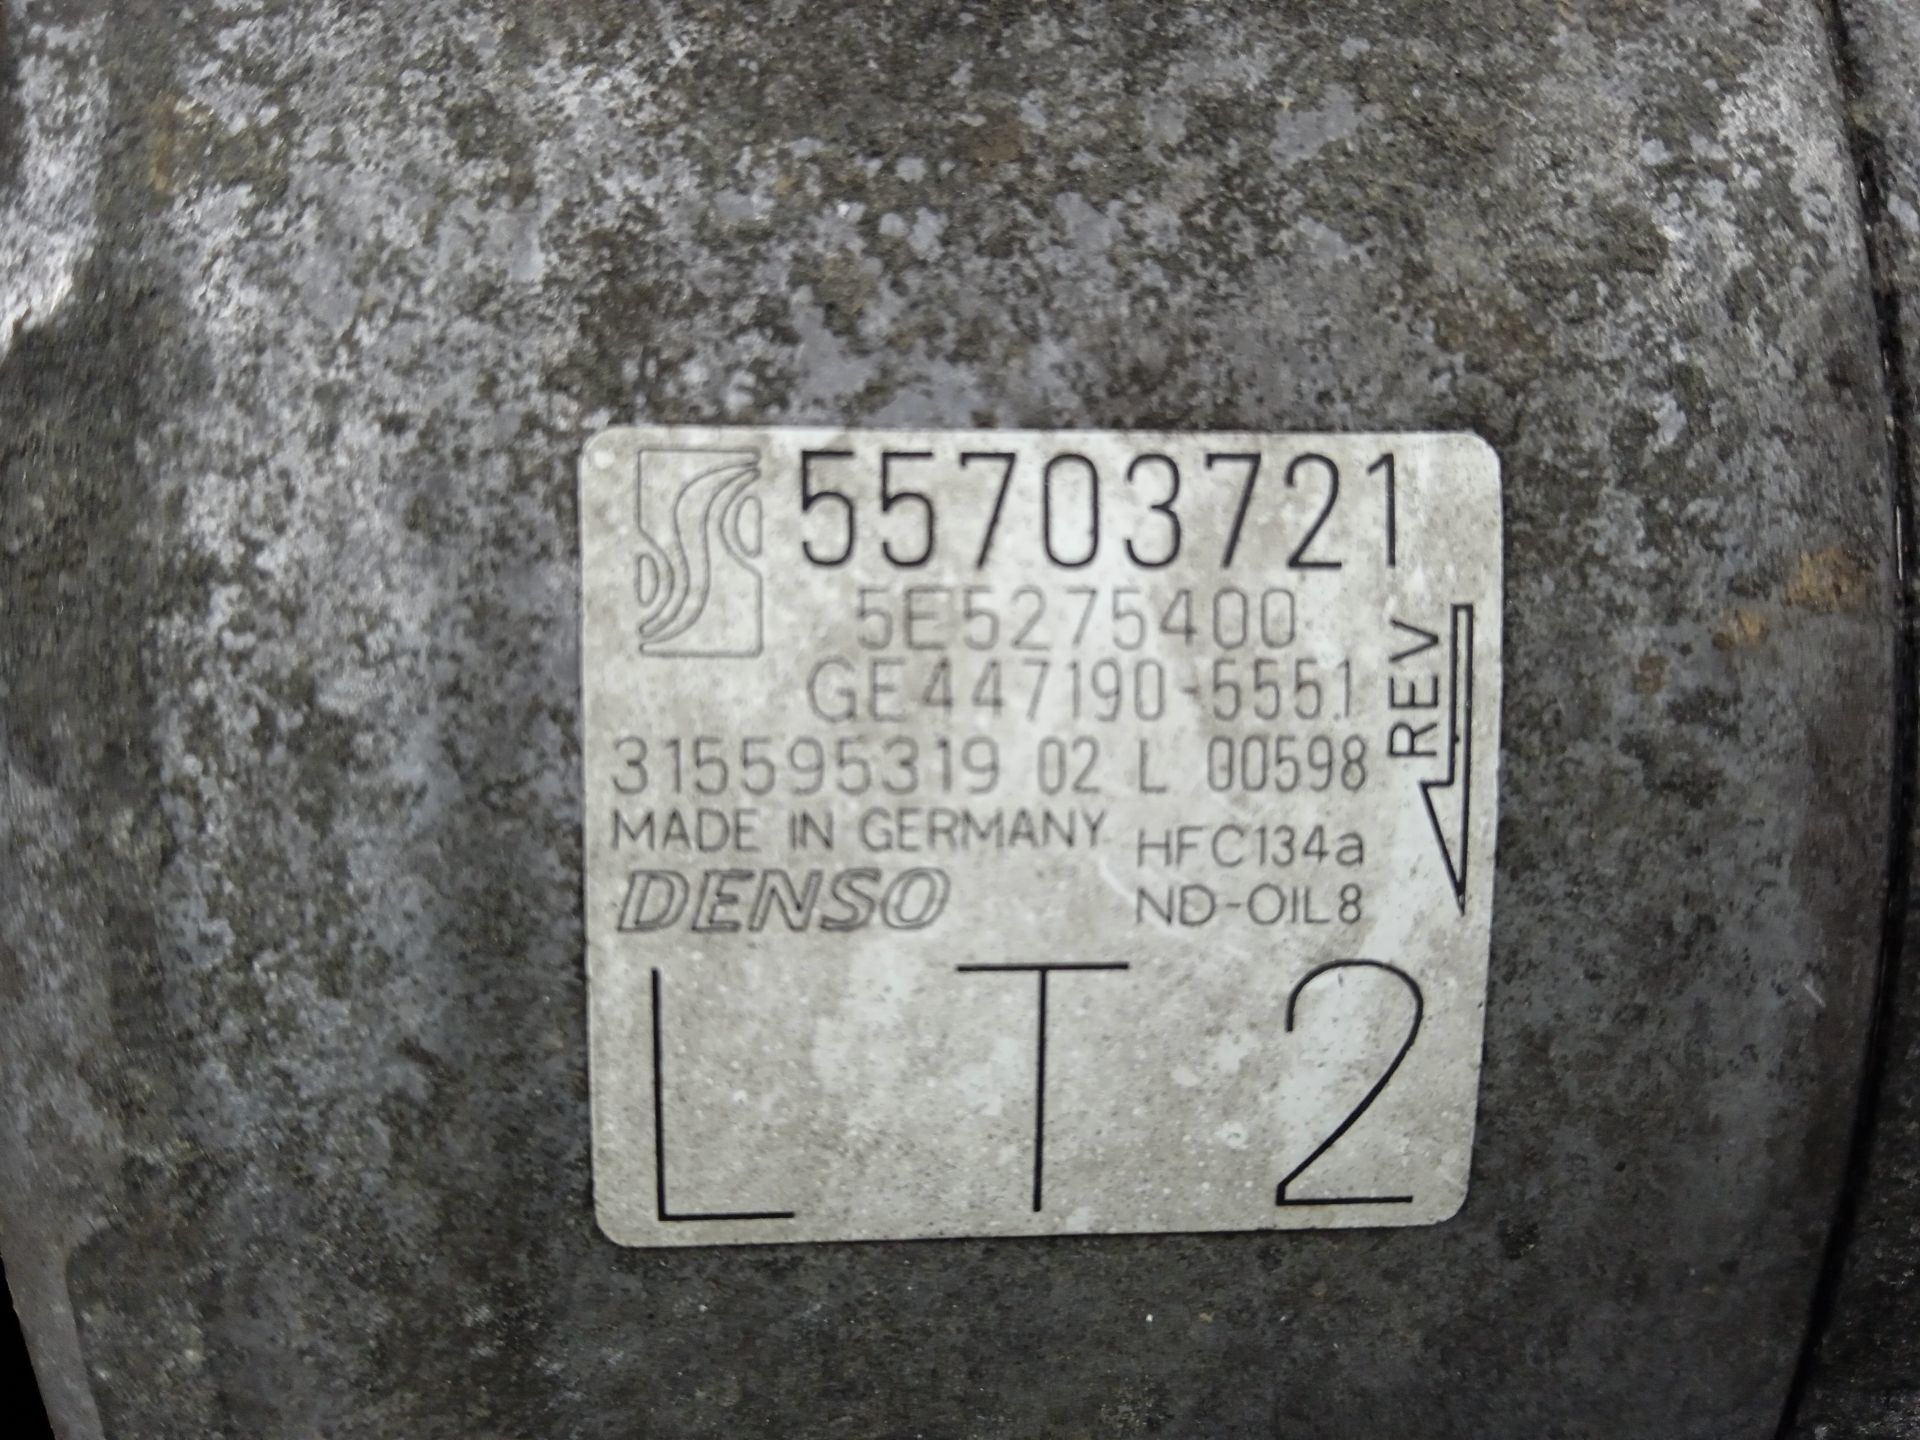 55703721
5E5275400
GE447190-5551
REV
315595319 02 L 00598
MADE IN GERMANY
HFC134a
DENSO
ND-OIL8
LT2